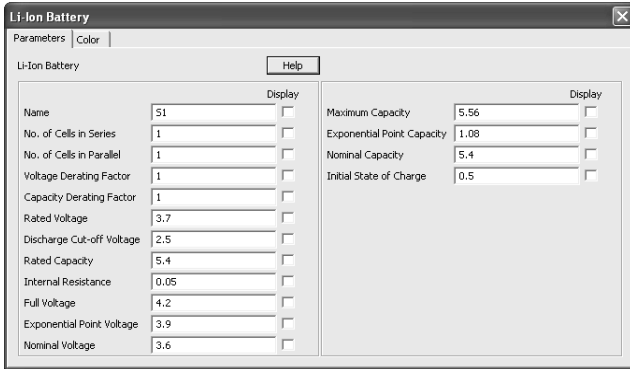 Li-Ion Battery
Parameters Color
Li-Ion Battery Help
Display
Name S1
No. of Cells in Series 1
No. of Cells in Parallel 1
Voltage Derating Factor 1
Capacity Derating Factor 1
Rated Voltage 3.7
Discharge Cut-off Voltage 2.5
Rated Capacity 5.4
Internal Resistance 0.05
Full Voltage 4.2
Exponential Point Voltage 3.9
Nominal Voltage 3.6
Display
Maximum Capacity 5.56
Exponential Point Capacity 1.08
Nominal Capacity 5.4
Initial State of Charge 0.5